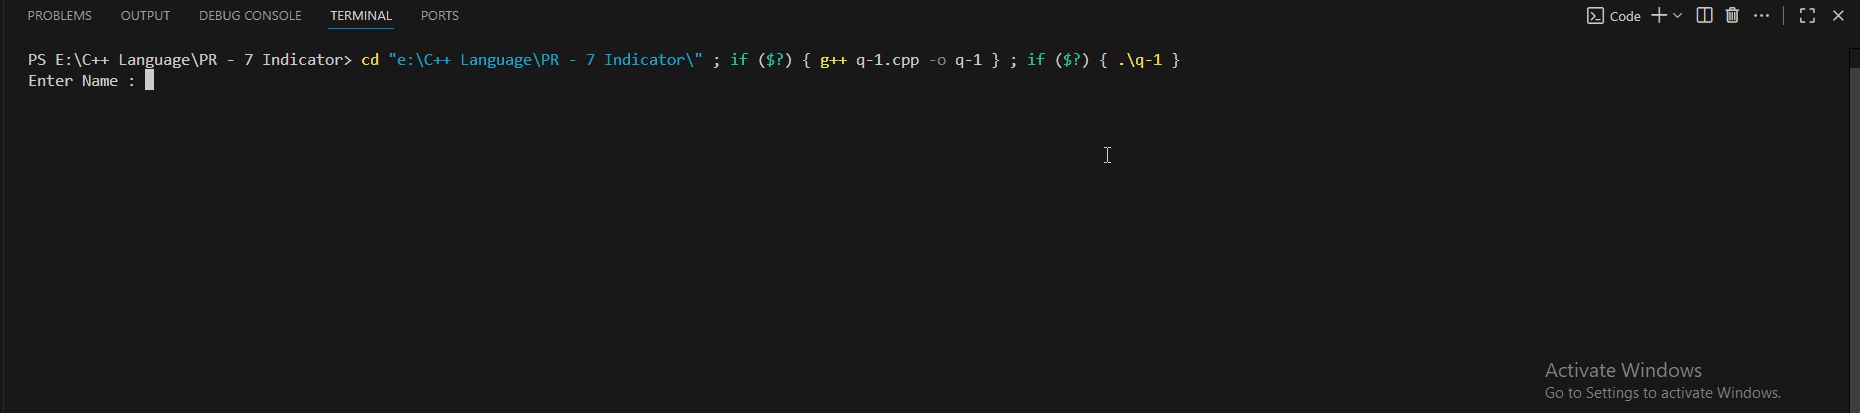 PROBLEMS OUTPUT DEBUG CONSOLE TERMINAL PORTS Code
PS E:\C++ Language\PR - 7 Indicator> cd "e:\C++ Language\PR - 7 Indicator\" ; if ($?) { g++ q-1.cpp -o q-1 } ; if ($?) { .\q-1 }
Enter Name :
Activate Windows
Go to Settings to activate Windows.